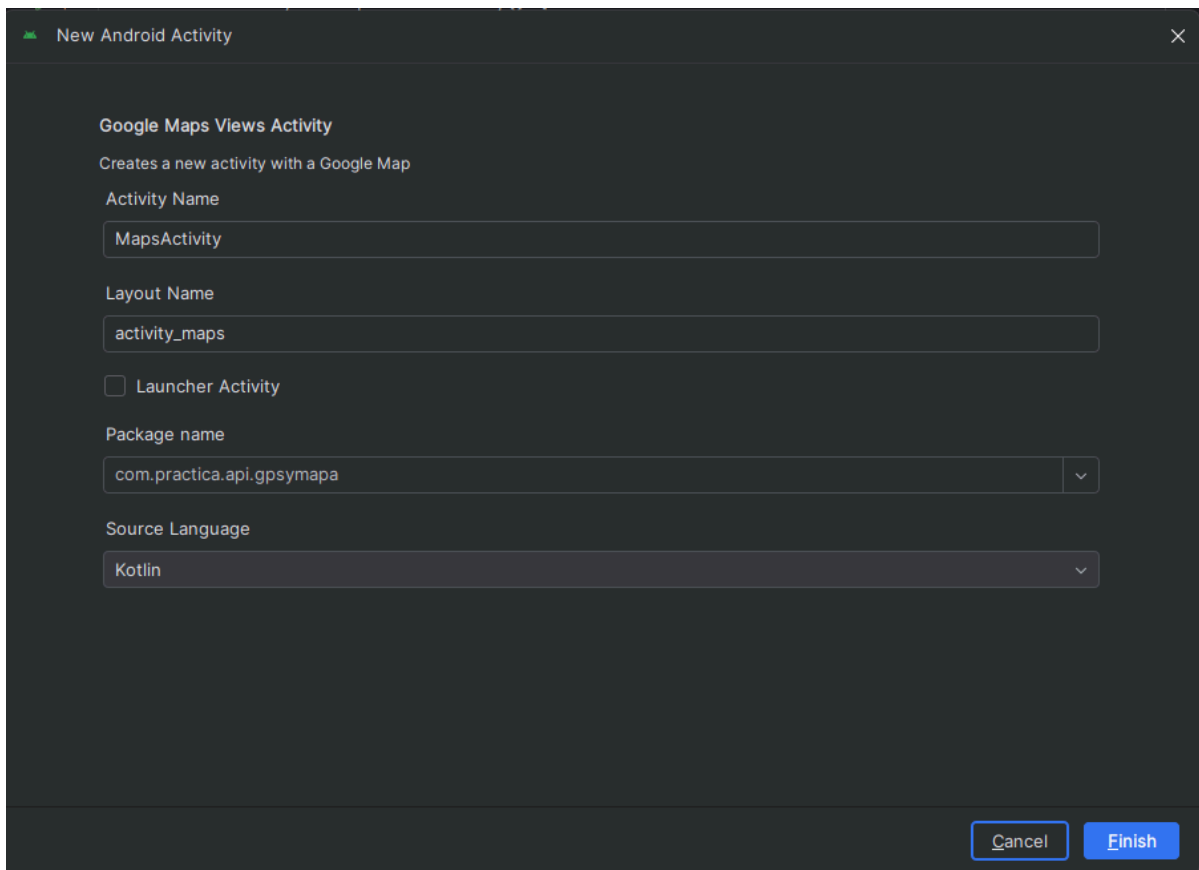 New Android Activity
Google Maps Views Activity
Creates a new activity with a Google Map
Activity Name
MapsActivity
Layout Name
activity_maps
Launcher Activity
Package name
com.practica.api.gpsymapa
Source Language
Kotlin
Cancel
Finish